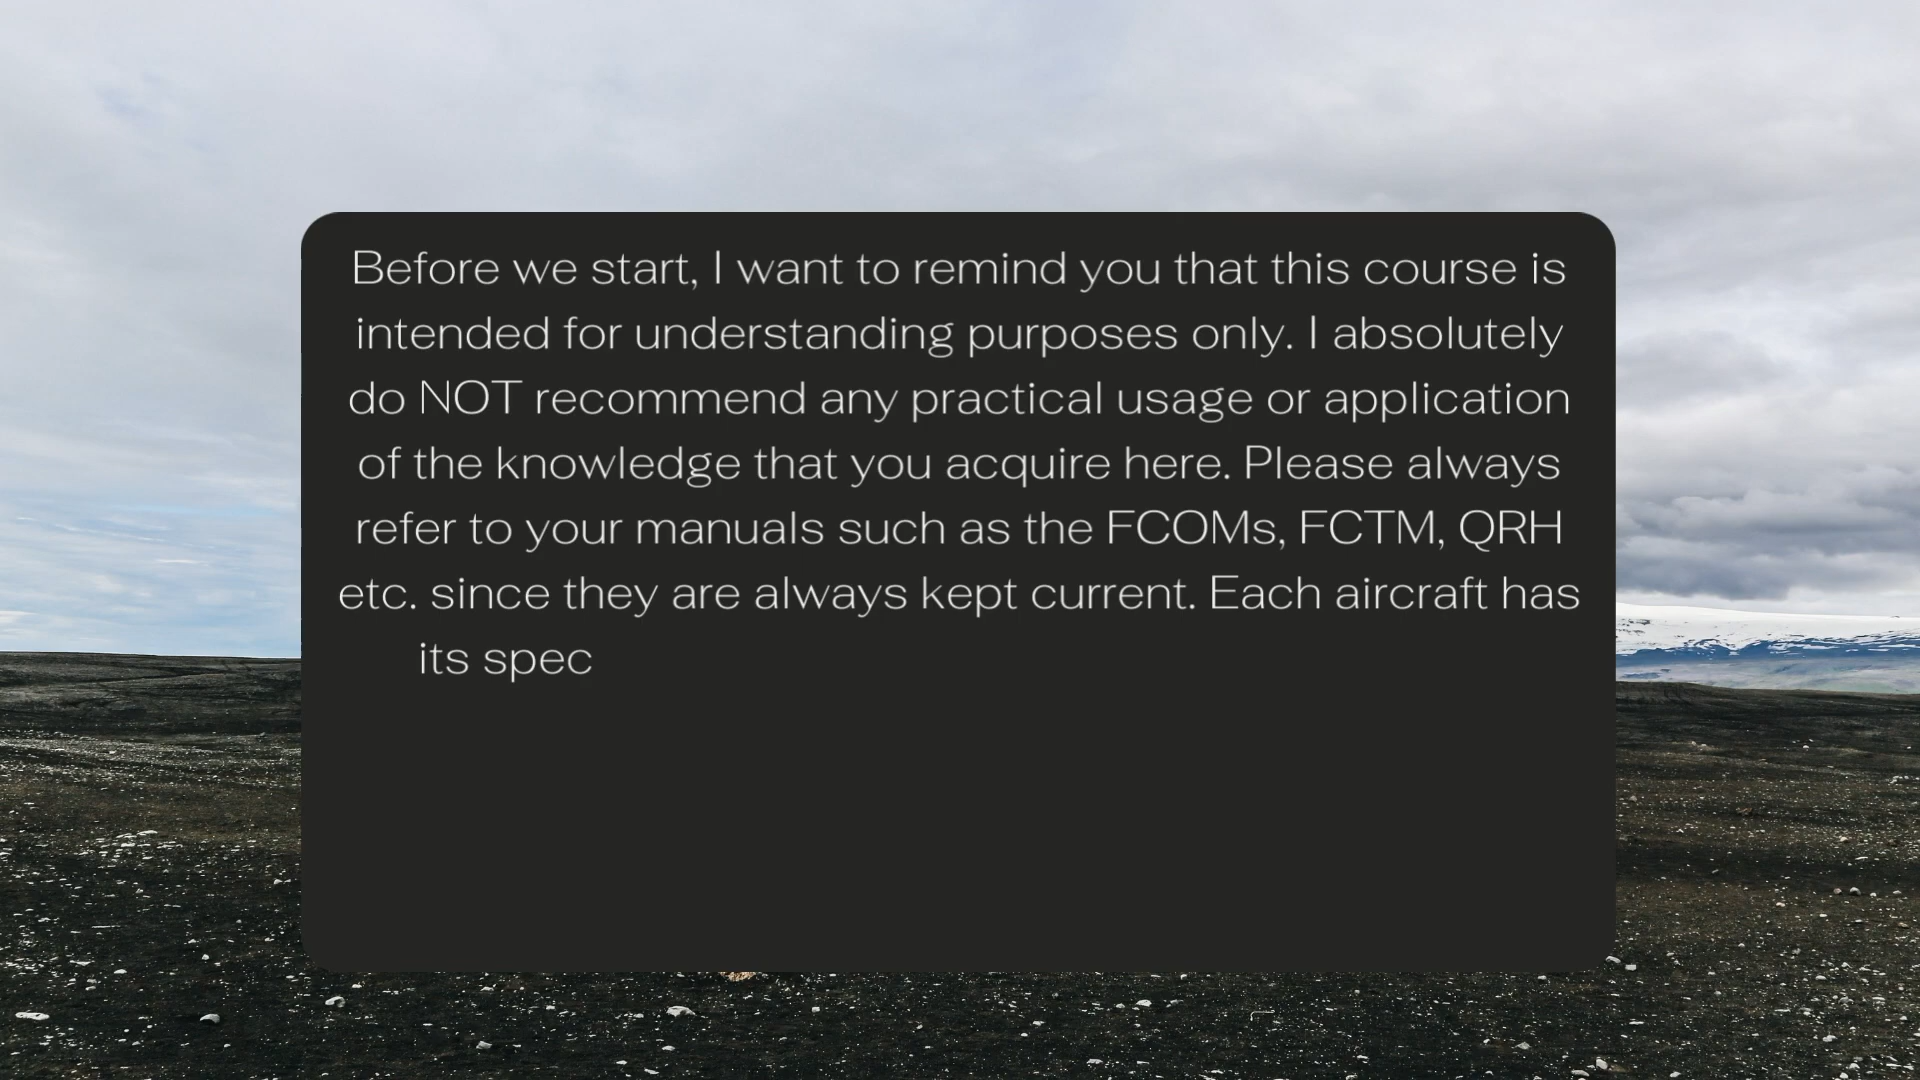 Before we start, I want to remind you that this course is
intended for understanding purposes only. I absolutely
do NOT recommend any practical usage or application
of the knowledge that you acquire here. Please always
refer to your manuals such as the FCOMs, FCTM, QRH
etc. since they are always kept current. Each aircraft has
its spec